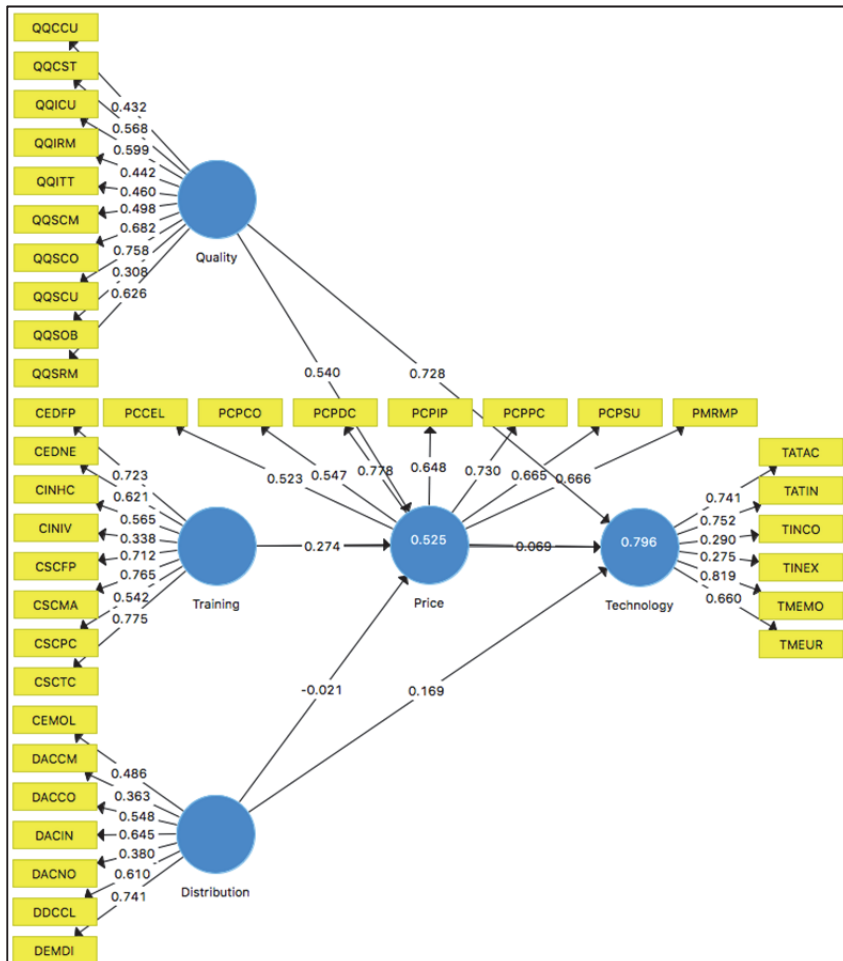 QQCCU
QQCST
QQICU
QQIRM
QQITT
QQSCM
QQSCO
QQSCU
QQSOB
QQSRM
0.432
0.568
0.599
0.442
0.460
0.498
0.682
0.758
0.308
0.626
Quality
0.540
0.728
CEDFP
CEDNE
CINHC
CINIV
CSCFP
CSCMA
CSCPC
CSCTC
0.723
0.621
0.565
0.338
0.712
0.765
0.542
0.775
Training
0.274
PCCEL
PCPCO
PCPDC
PCPIP
PCPPC
PCPSU
PMRMP
0.523
0.547
0.778
0.648
0.730
0.665
0.666
0.525
Price
0.069
0.796
Technology
TATAC
TATIN
TINCO
TINEX
TMEMO
TMEUR
0.741
0.752
0.290
0.275
0.819
0.660
-0.021
0.169
CEMOL
DACCM
DACCO
DACIN
DACNO
DDCCL
DEMDI
0.486
0.363
0.548
0.645
0.380
0.610
0.741
Distribution